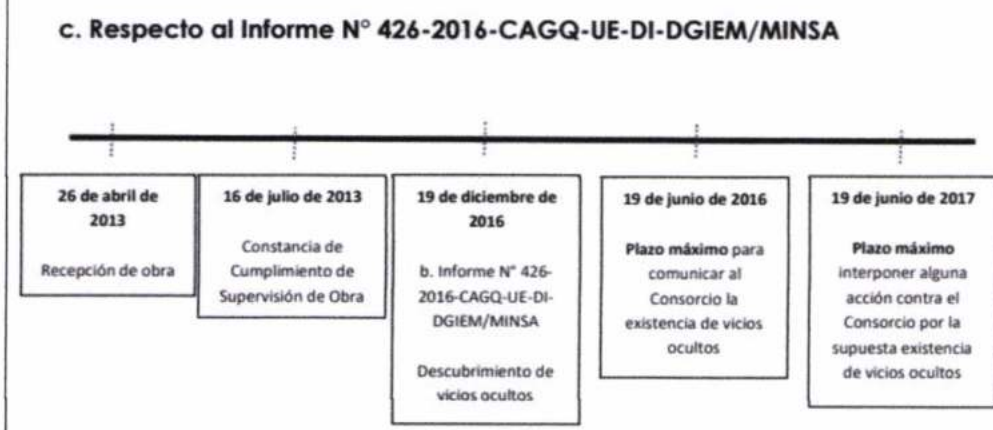 c. Respecto al Informe N° 426-2016-CAGQ-UE-DI-DGIEM/MINSA
26 de abril de
2013
Recepción de obra
16 de julio de 2013
Constancia de
Cumplimiento de
Supervisión de Obra
19 de diciembre de
2016
b. Informe N° 426-
2016-CAGQ-UE-DI-
DGIEM/MINSA
Descubrimiento de
vicios ocultos
19 de junio de 2016
Plazo máximo para
comunicar al
Consorcio la
existencia de vicios
ocultos
19 de junio de 2017
Plazo máximo
interponer alguna
acción contra el
Consorcio por la
supuesta existencia
de vicios ocultos